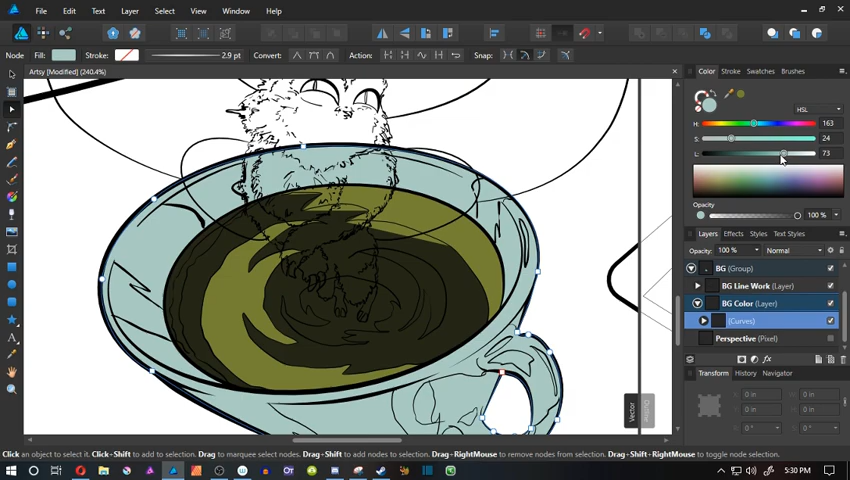 File Edit Text Arrange Layer Select View Window Help
Node Fill: Stroke: 2.9 pt Convert: Action: Snap:
Artsy [Modified] (240.4%)
Color Stroke Swatches Brushes
HSL
H: 163
S: 24
L: 73
Opacity
100 %
Layers Effects Styles Text Styles
Opacity: 100 % Normal
BG (Group)
BG Line Work (Layer)
BG Color (Layer)
(Curves)
Perspective (Pixel)
Transform History Navigator
X: 0 in W: 0 in
Y: 0 in H: 0 in
R: 0 ° S: 0 °
Vector
Outline
Click an object to select it. Click+Shift to add to selection. Drag to marquee select nodes. Drag+Shift to add nodes to selection. Drag+RightMouse to remove nodes from selection. Drag+Shift+RightMouse to toggle node selection.
5:30 PM